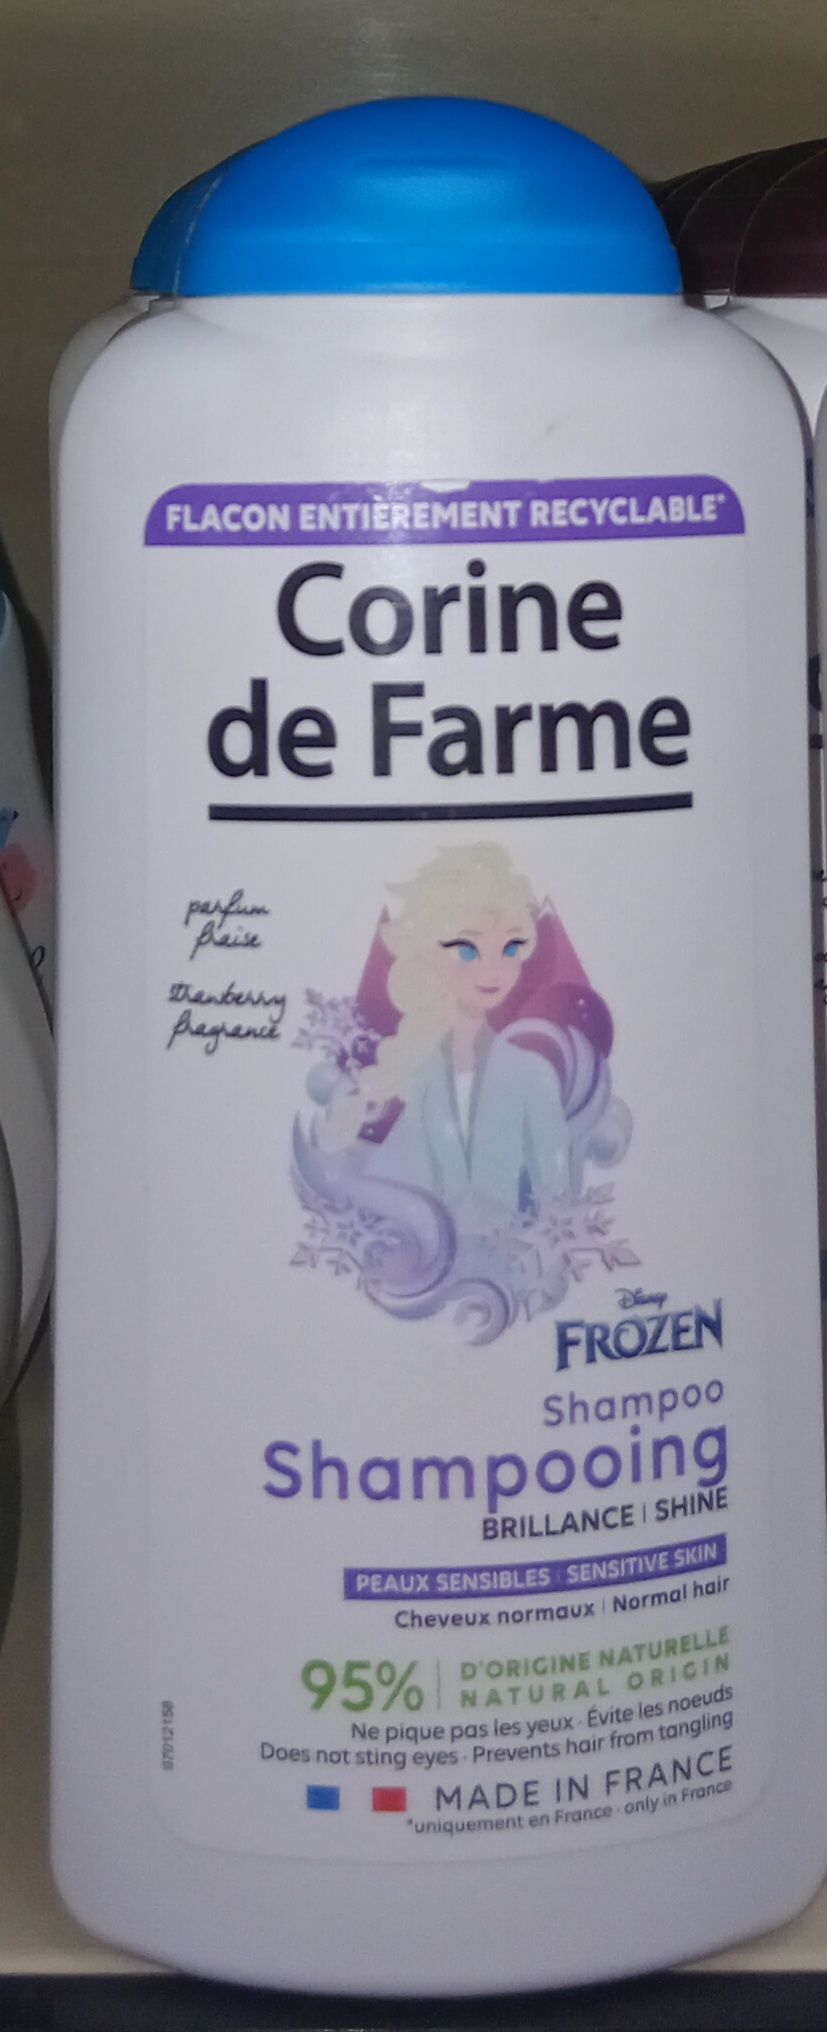 FLACON ENTIÈREMENT RECYCLABLE*
Corine
de Farme
parfum
fraise
strawberry
fragrance
Disney
FROZEN
Shampoo
Shampooing
BRILLANCE | SHINE
PEAUX SENSIBLES | SENSITIVE SKIN
Cheveux normaux | Normal hair
95% | D'ORIGINE NATURELLE
NATURAL ORIGIN
Ne pique pas les yeux · Évite les noeuds
Does not sting eyes · Prevents hair from tangling
MADE IN FRANCE
*uniquement en France · only in France